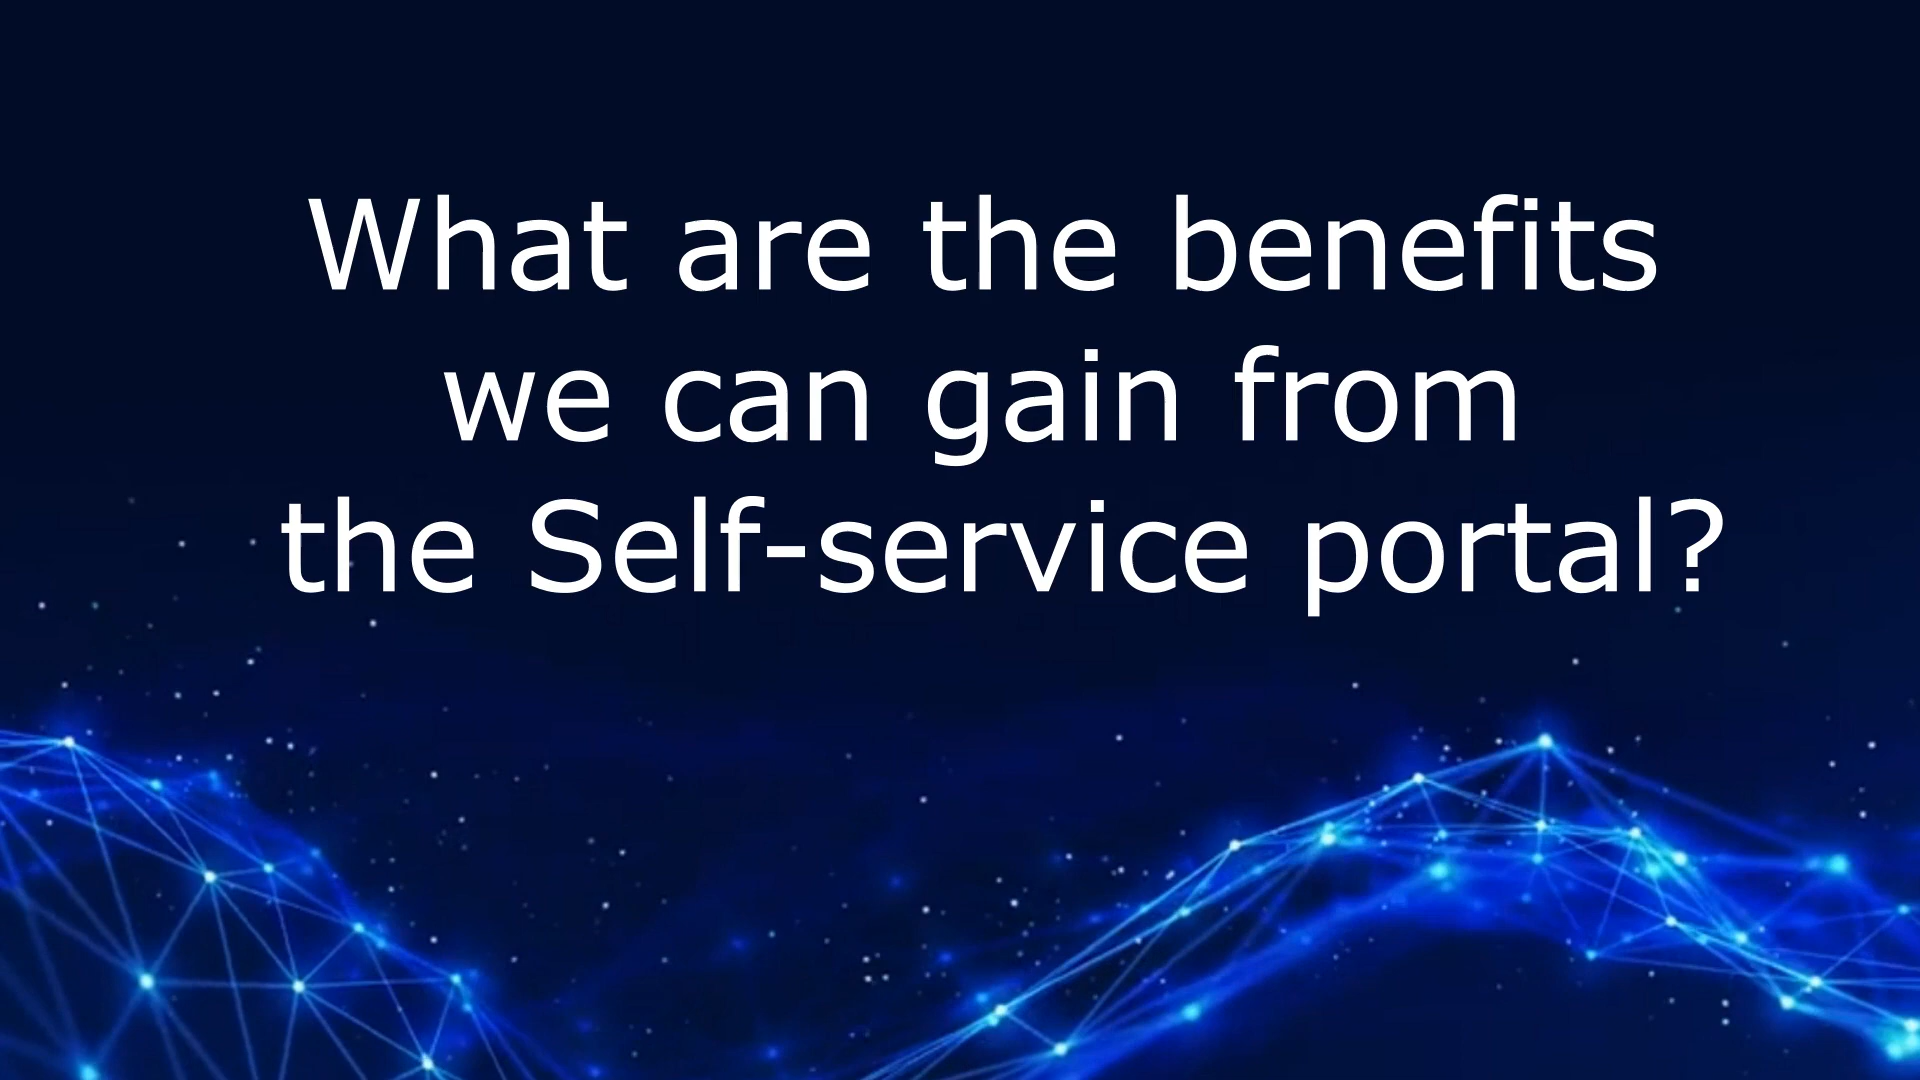 What are the benefits
we can gain from
the Self-service portal?